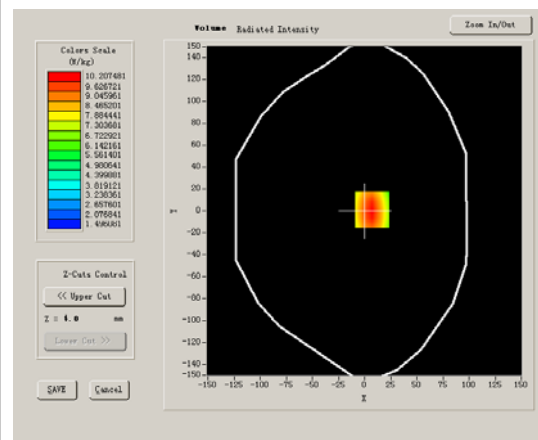 Volume Radiated Intensity
Zoom In/Out
Colors Scale
(W/kg)
10.207481
9.626721
9.045961
8.465201
7.884441
7.303681
6.722921
6.142161
5.561401
4.980641
4.399881
3.819121
3.238361
2.657601
2.076841
1.496081
Z-Cuts Control
<< Upper Cut
Z = 4.0 mm
Lower Cut >>
SAVE Cancel
150
140
120
100
80
60
40
20
0
-20
-40
-60
-80
-100
-120
-140
-150
Y
-150 -125 -100 -75 -50 -25 0 25 50 75 100 125 150
X